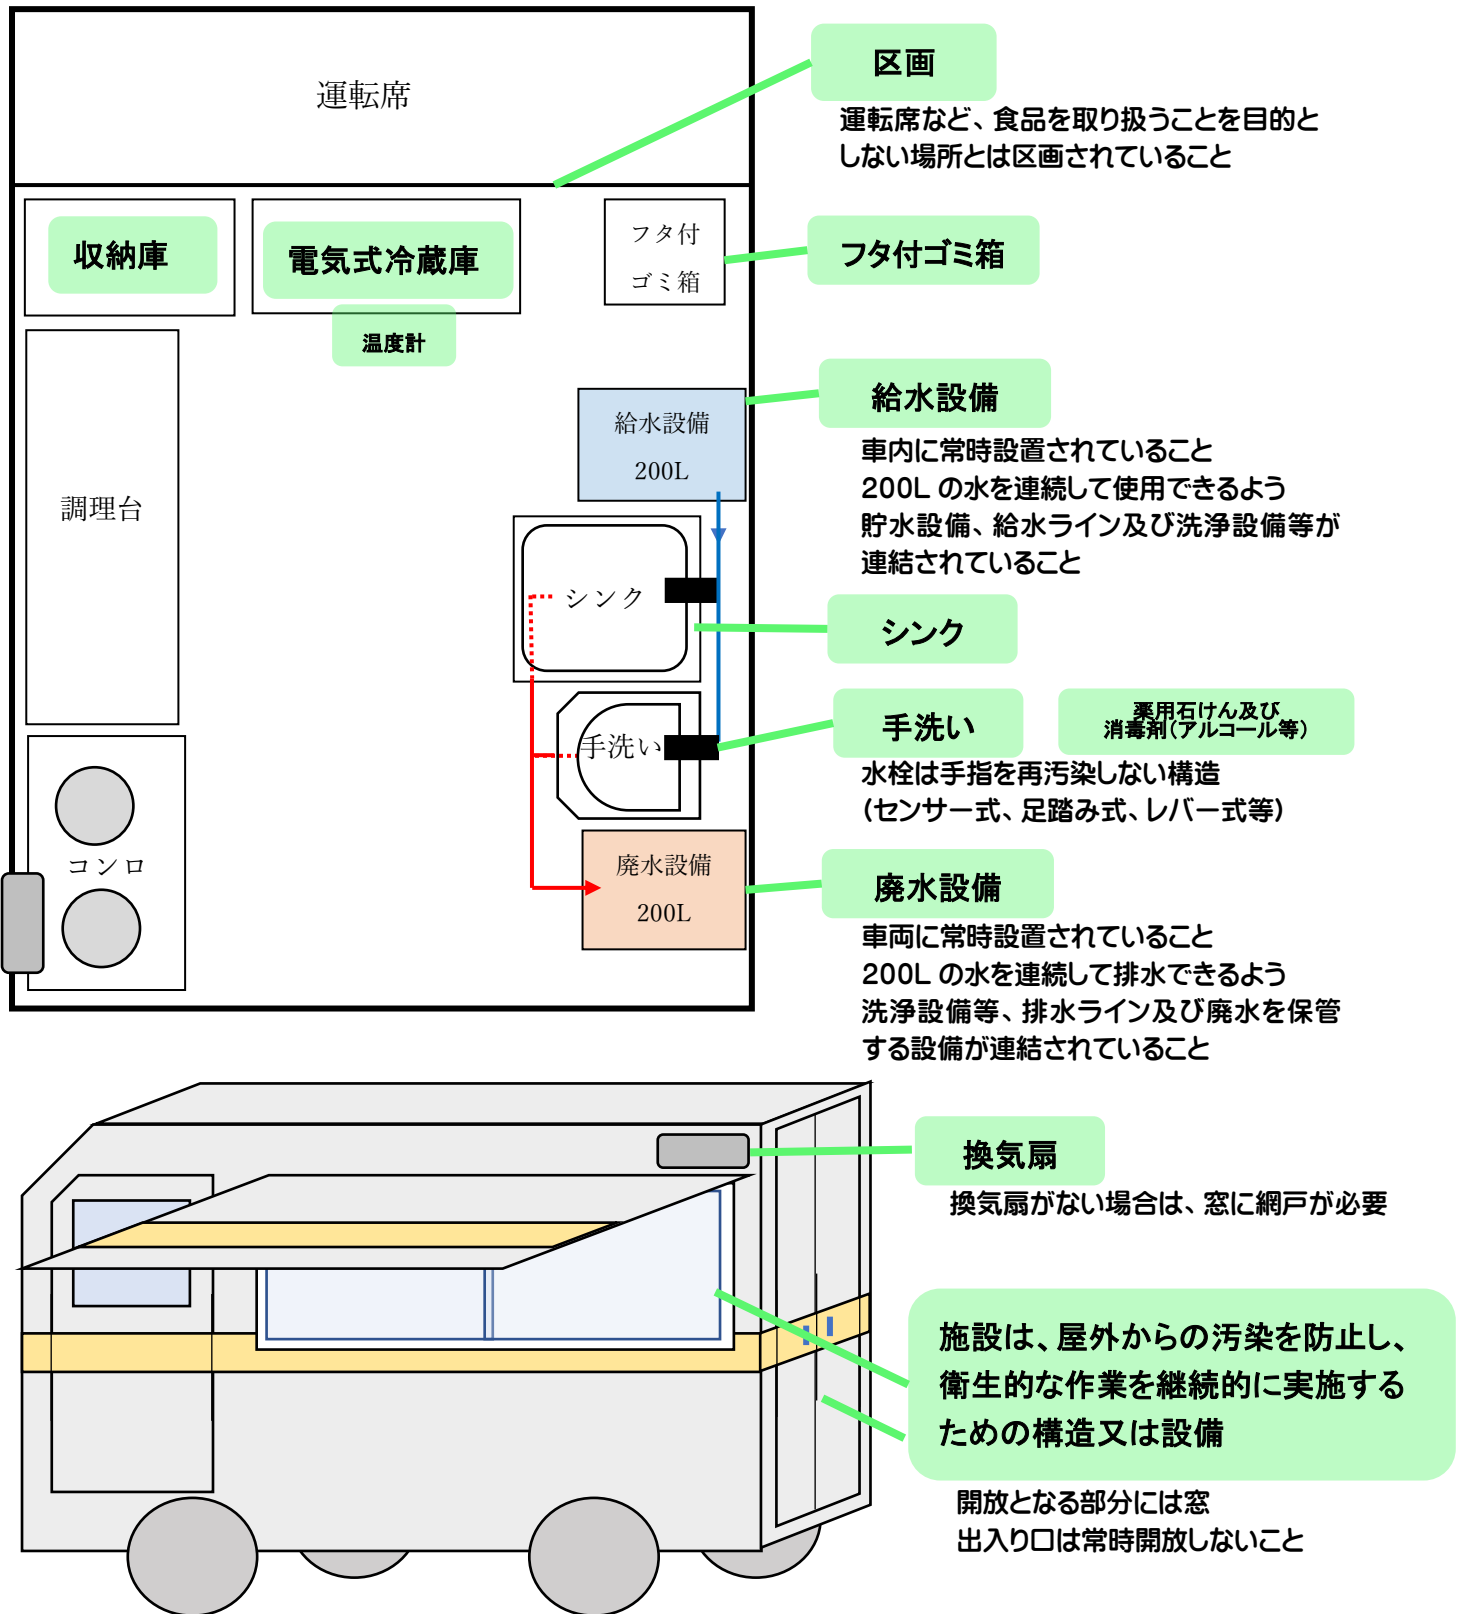 運転席
区画
運転席など、食品を取り扱うことを目的と
しない場所とは区画されていること
収納庫
電気式冷蔵庫
温度計
フタ付
ゴミ箱
フタ付ゴミ箱
調理台
給水設備
200L
給水設備
車内に常時設置されていること
200L の水を連続して使用できるよう
貯水設備、給水ライン及び洗浄設備等が
連結されていること
シンク
シンク
手洗い
手洗い
薬用石けん及び
消毒剤(アルコール等)
水栓は手指を再汚染しない構造
(センサー式、足踏み式、レバー式等)
コンロ
廃水設備
200L
廃水設備
車両に常時設置されていること
200L の水を連続して排水できるよう
洗浄設備等、排水ライン及び廃水を保管
する設備が連結されていること
換気扇
換気扇がない場合は、窓に網戸が必要
施設は、屋外からの汚染を防止し、
衛生的な作業を継続的に実施する
ための構造又は設備
開放となる部分には窓
出入り口は常時開放しないこと